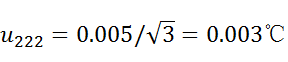 u₂₂₂ = 0.005/√3 = 0.003℃